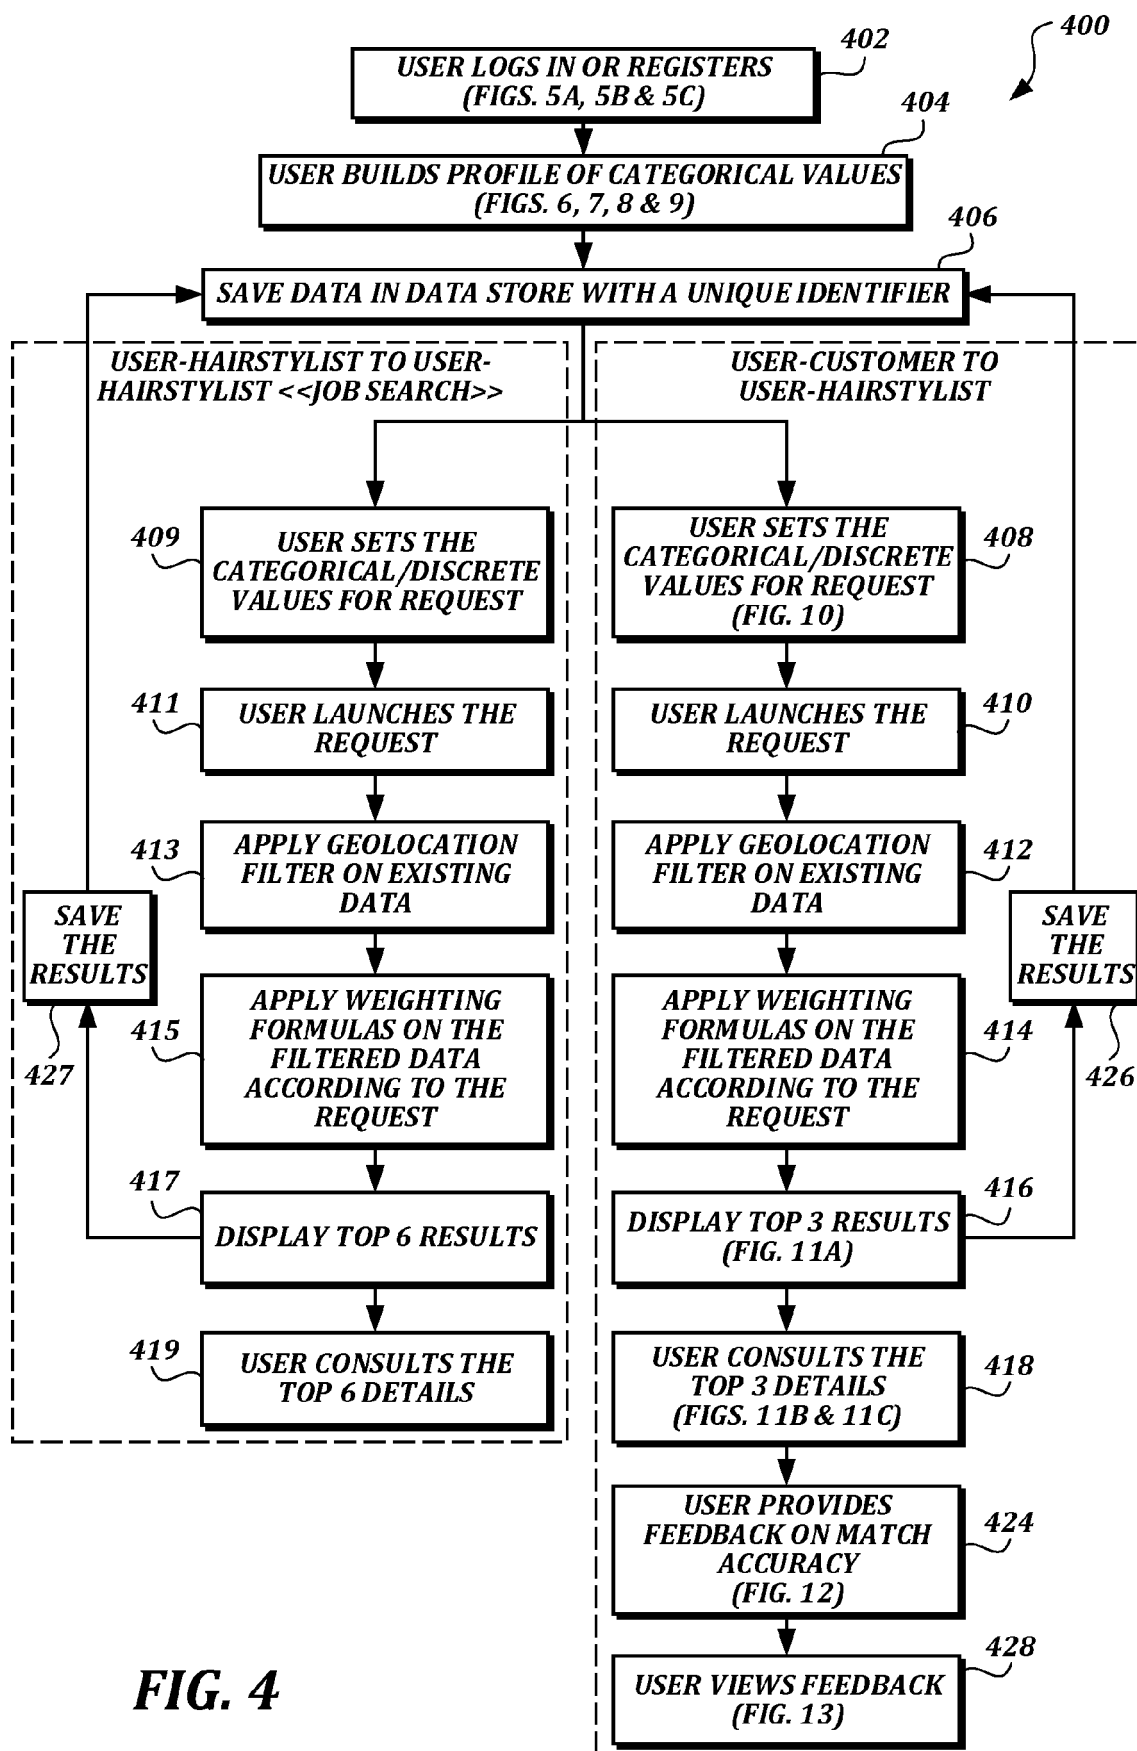 400
402
USER LOGS IN OR REGISTERS
(FIGS. 5A, 5B & 5C)
404
USER BUILDS PROFILE OF CATEGORICAL VALUES
(FIGS. 6, 7, 8 & 9)
406
SAVE DATA IN DATA STORE WITH A UNIQUE IDENTIFIER
USER-HAIRSTYLIST TO USER-
HAIRSTYLIST <<JOB SEARCH>>
409
USER SETS THE
CATEGORICAL/DISCRETE
VALUES FOR REQUEST
411
USER LAUNCHES THE
REQUEST
413
APPLY GEOLOCATION
FILTER ON EXISTING
DATA
SAVE
THE
RESULTS
427
415
APPLY WEIGHTING
FORMULAS ON THE
FILTERED DATA
ACCORDING TO THE
REQUEST
417
DISPLAY TOP 6 RESULTS
419
USER CONSULTS THE
TOP 6 DETAILS
USER-CUSTOMER TO
USER-HAIRSTYLIST
USER SETS THE
CATEGORICAL/DISCRETE
VALUES FOR REQUEST
(FIG. 10)
408
USER LAUNCHES THE
REQUEST
410
APPLY GEOLOCATION
FILTER ON EXISTING
DATA
412
SAVE
THE
RESULTS
426
APPLY WEIGHTING
FORMULAS ON THE
FILTERED DATA
ACCORDING TO THE
REQUEST
414
DISPLAY TOP 3 RESULTS
(FIG. 11A)
416
USER CONSULTS THE
TOP 3 DETAILS
(FIGS. 11B & 11C)
418
USER PROVIDES
FEEDBACK ON MATCH
ACCURACY
(FIG. 12)
424
USER VIEWS FEEDBACK
(FIG. 13)
428
FIG. 4